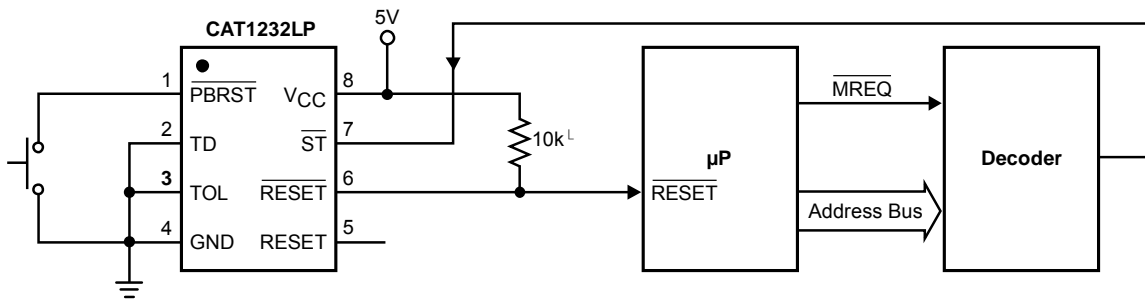 CAT1232LP
5V
1
PBRST
VCC
8
2
TD
ST
7
3
TOL
RESET
6
4
GND
RESET
5
10k
µP
RESET
MREQ
Address Bus
Decoder